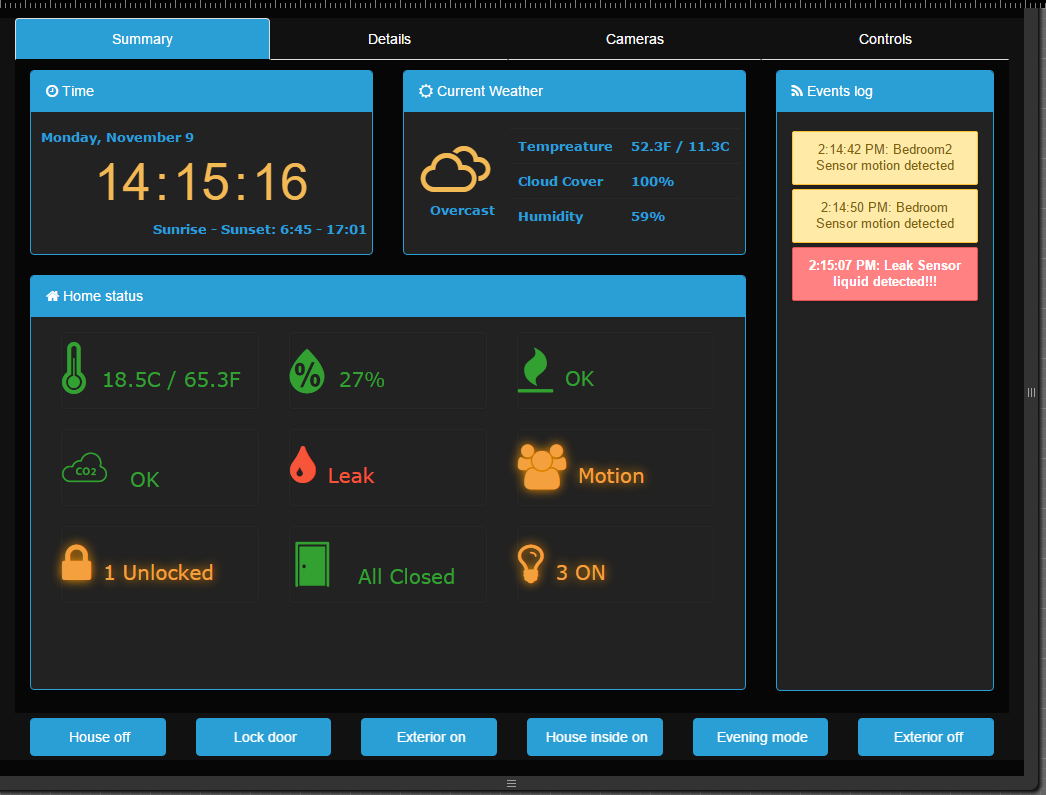 Summary
Details
Cameras
Controls
Time
Monday, November 9
14:15:16
Sunrise - Sunset: 6:45 - 17:01
Current Weather
Overcast
Tempreature 52.3F / 11.3C
Cloud Cover 100%
Humidity 59%
Events log
2:14:42 PM: Bedroom2
Sensor motion detected
2:14:50 PM: Bedroom
Sensor motion detected
2:15:07 PM: Leak Sensor
liquid detected!!!
Home status
18.5C / 65.3F
%
27%
OK
CO2
OK
Leak
Motion
1 Unlocked
All Closed
3 ON
House off
Lock door
Exterior on
House inside on
Evening mode
Exterior off